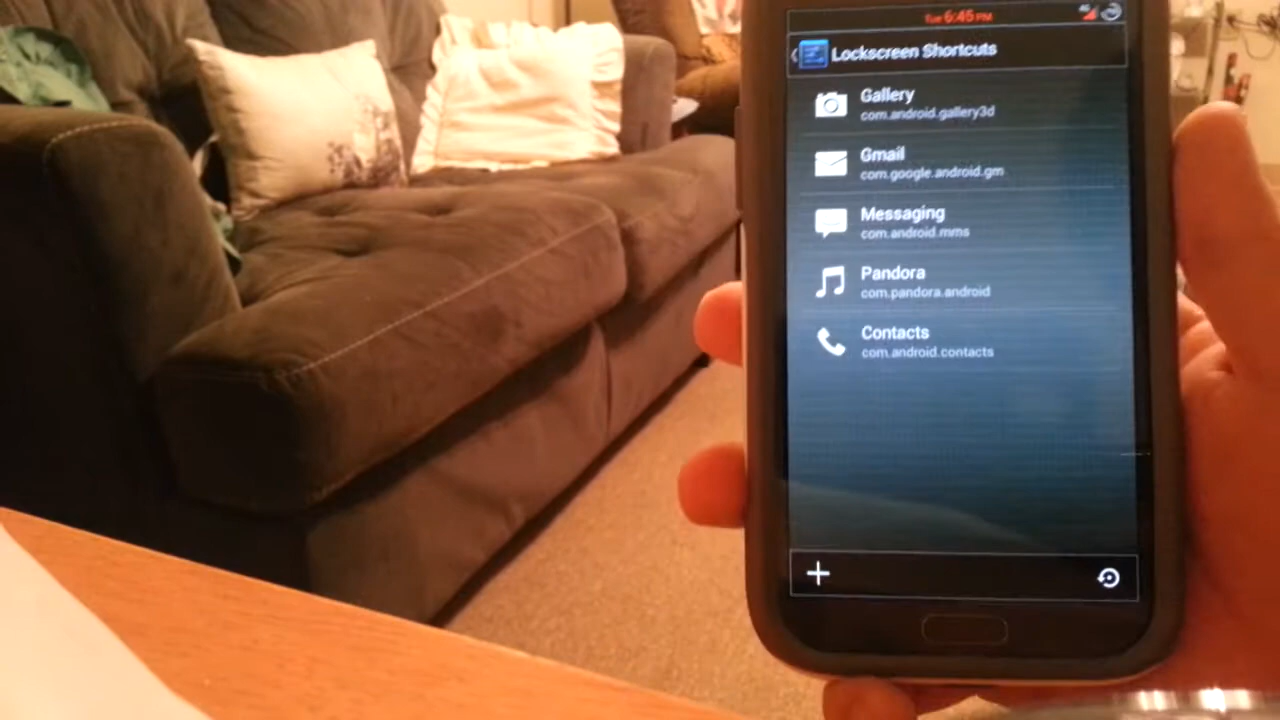 Tue 6:45 PM
4G
Lockscreen Shortcuts
Gallery
com.android.gallery3d
Gmail
com.google.android.gm
Messaging
com.android.mms
Pandora
com.pandora.android
Contacts
com.android.contacts